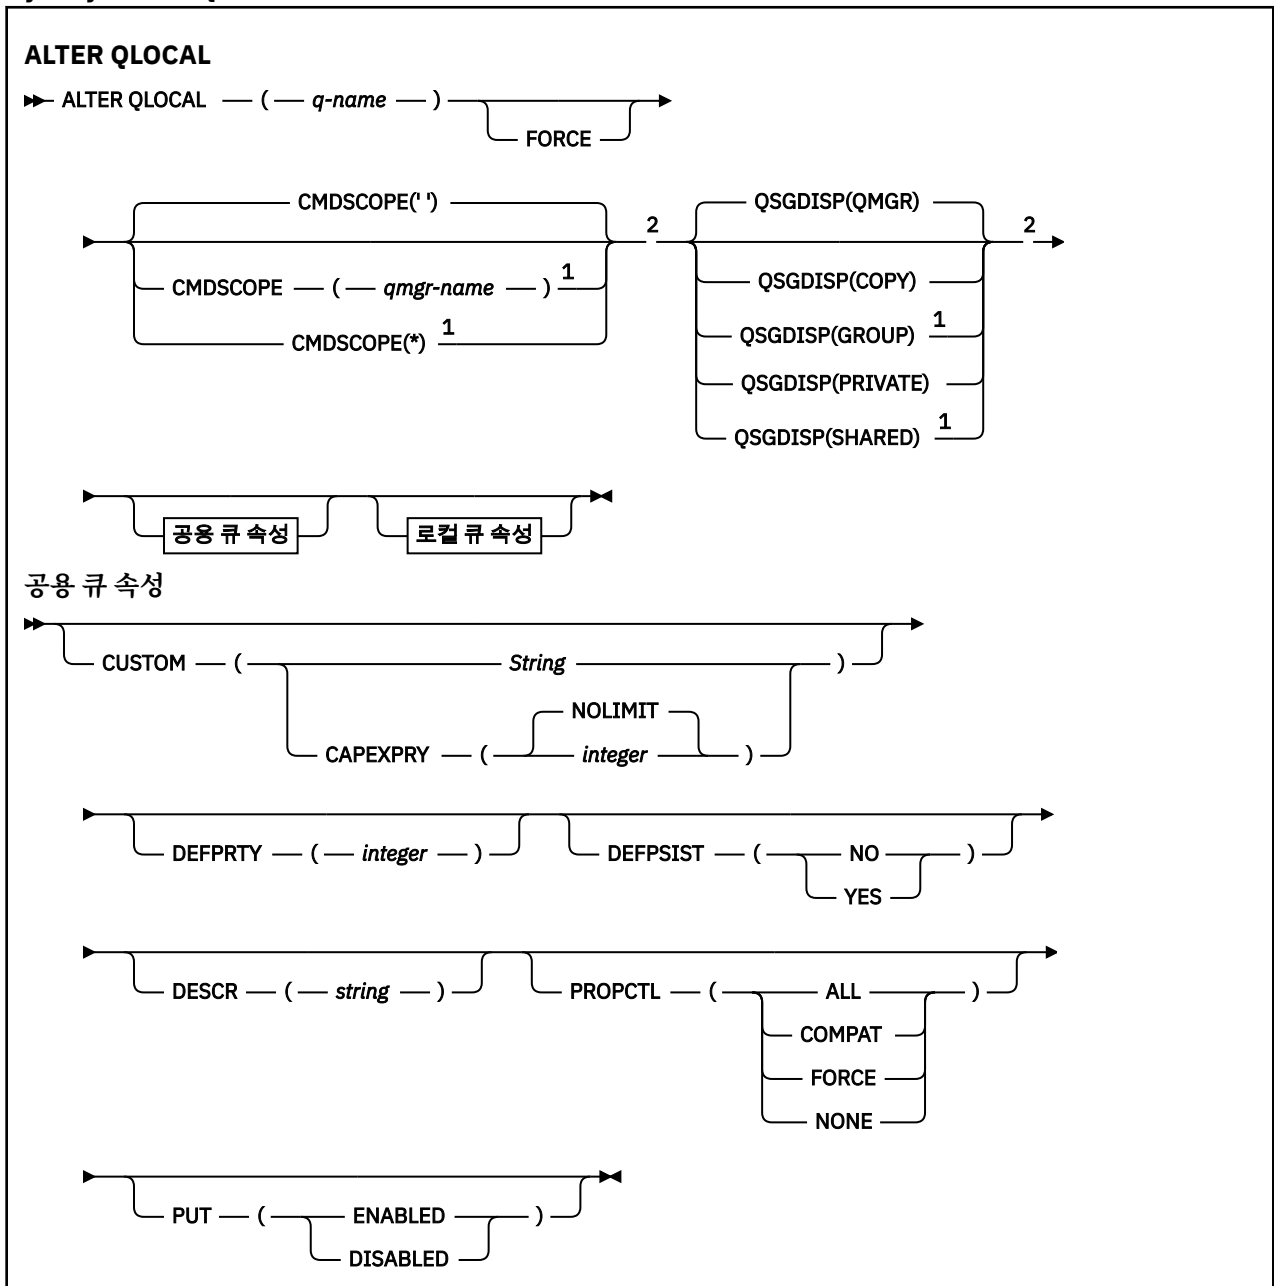 ALTER QLOCAL
ALTER QLOCAL ( q-name )
FORCE
CMDSCOPE(' ')
CMDSCOPE ( qmgr-name ) 1
CMDSCOPE(*) 1
2
QSGDISP(QMGR)
QSGDISP(COPY)
QSGDISP(GROUP) 1
QSGDISP(PRIVATE)
QSGDISP(SHARED) 1
2
공용 큐 속성 로컬 큐 속성
공용 큐 속성
CUSTOM ( String )
NOLIMIT
CAPEXPRY ( integer )
DEFPRTY ( integer ) DEFPSIST ( NO )
YES
DESCR ( string ) PROPCTL ( ALL )
COMPAT
FORCE
NONE
PUT ( ENABLED )
DISABLED